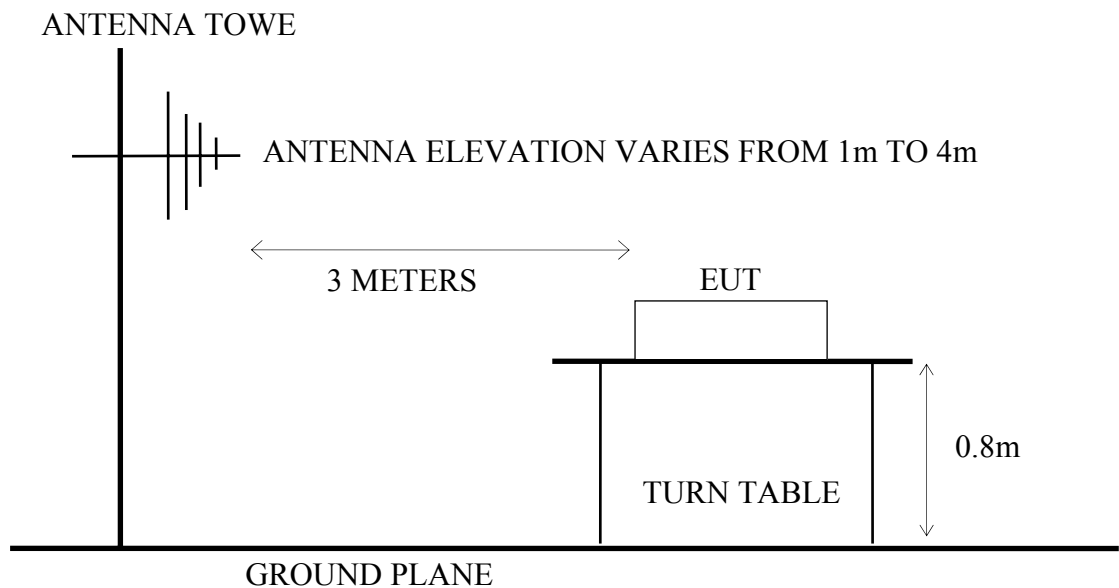 ANTENNA TOWE
ANTENNA ELEVATION VARIES FROM 1m TO 4m
3 METERS
EUT
0.8m
TURN TABLE
GROUND PLANE